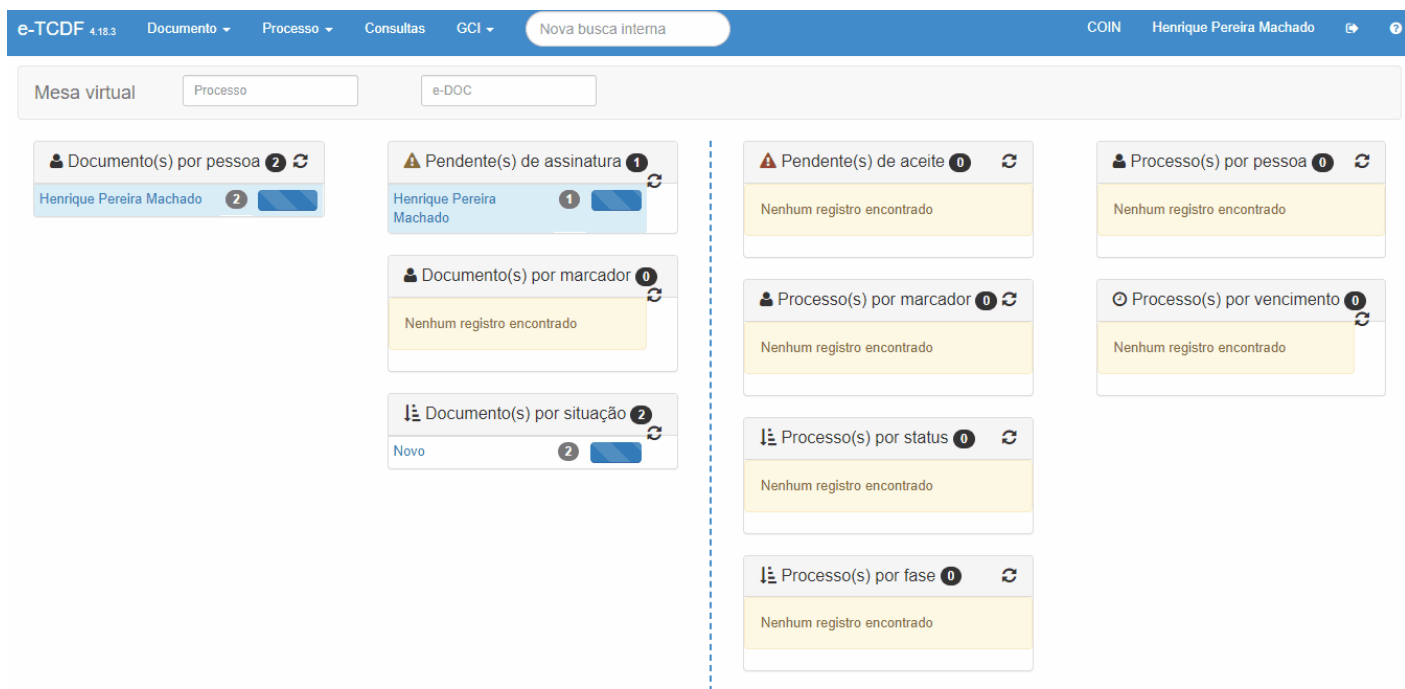 e-TCDF 4.18.3 Documento Processo Consultas GCI Nova busca interna COIN Henrique Pereira Machado ?
Mesa virtual Processo e-DOC
Documento(s) por pessoa 2
Henrique Pereira Machado 2
Pendente(s) de assinatura 1
Henrique Pereira 1
Machado
Documento(s) por marcador 0
Nenhum registro encontrado
Documento(s) por situação 2
Novo 2
Pendente(s) de aceite 0
Nenhum registro encontrado
Processo(s) por marcador 0
Nenhum registro encontrado
Processo(s) por status 0
Nenhum registro encontrado
Processo(s) por fase 0
Nenhum registro encontrado
Processo(s) por pessoa 0
Nenhum registro encontrado
Processo(s) por vencimento 0
Nenhum registro encontrado